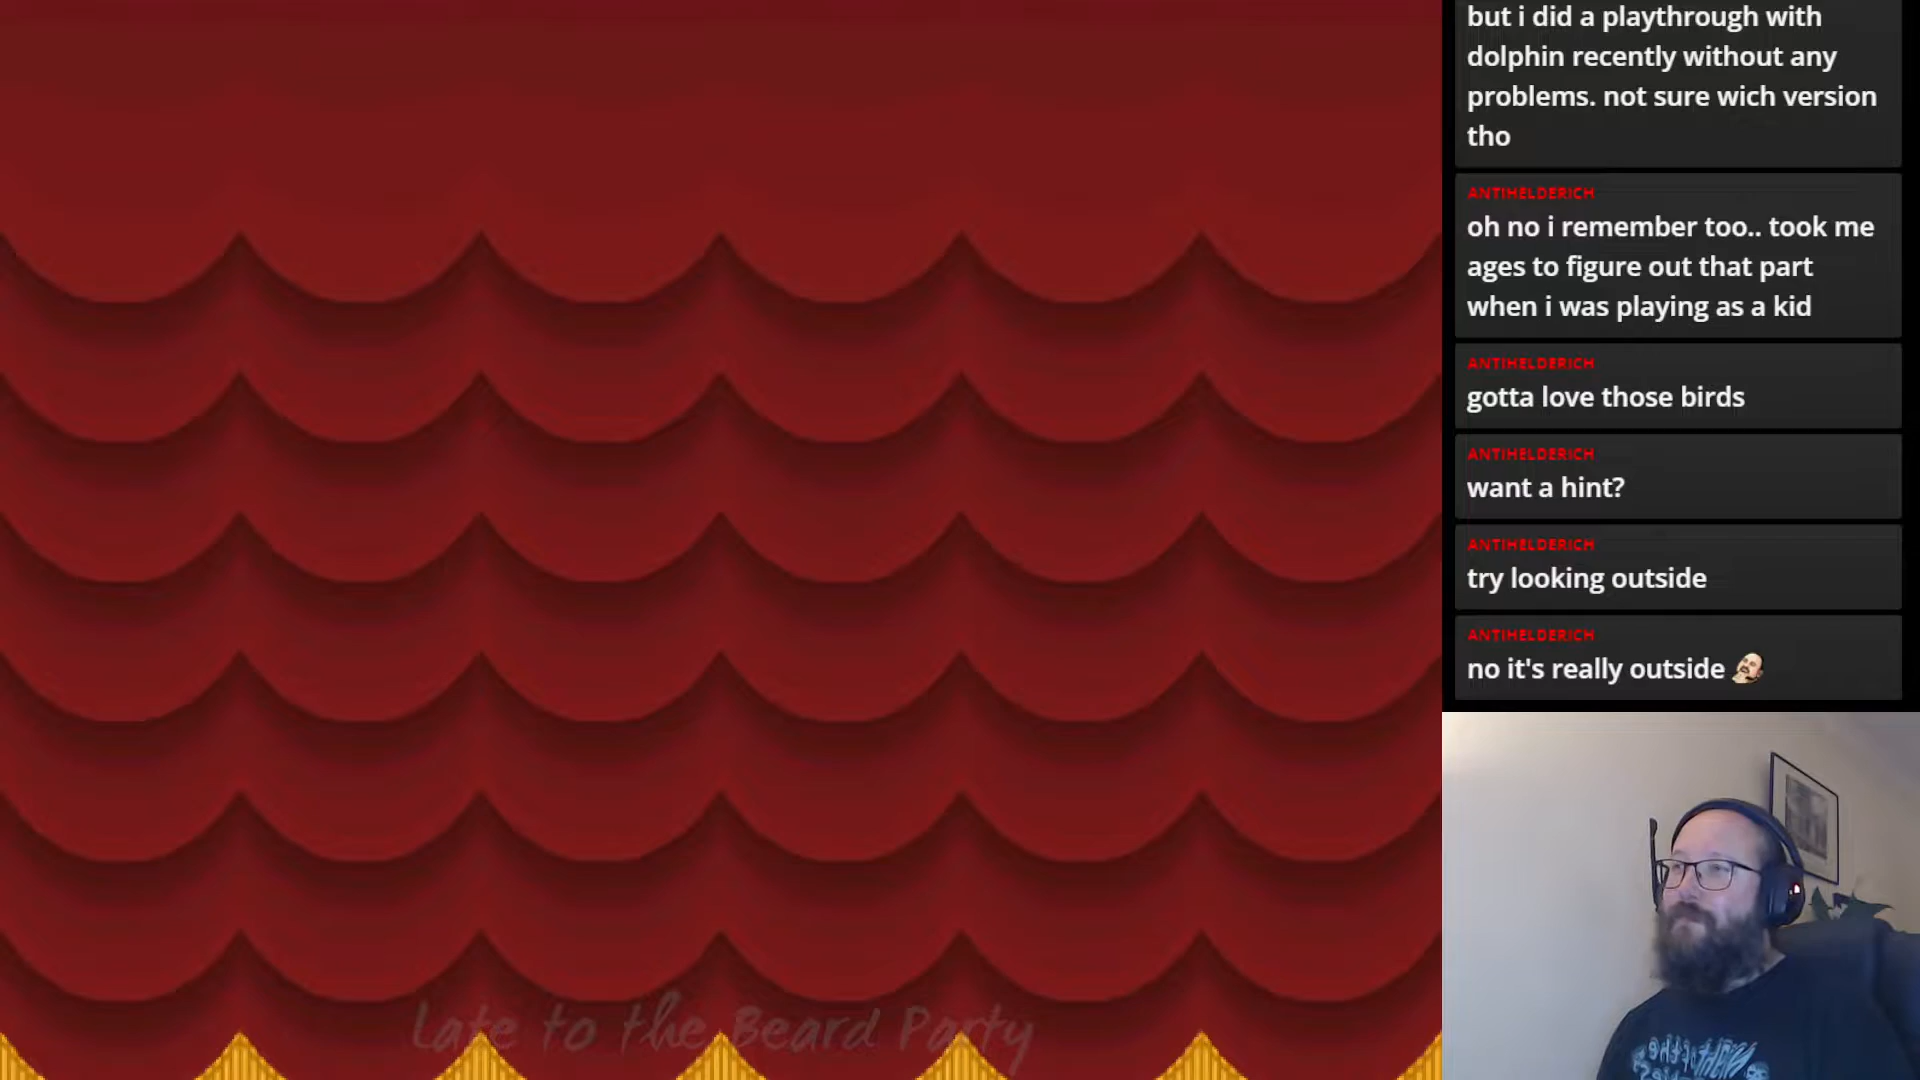 but i did a playthrough with
dolphin recently without any
problems. not sure wich version
tho
ANTIHELDERICH
oh no i remember too.. took me
ages to figure out that part
when i was playing as a kid
ANTIHELDERICH
gotta love those birds
ANTIHELDERICH
want a hint?
ANTIHELDERICH
try looking outside
ANTIHELDERICH
no it's really outside
Late to the Beard Party